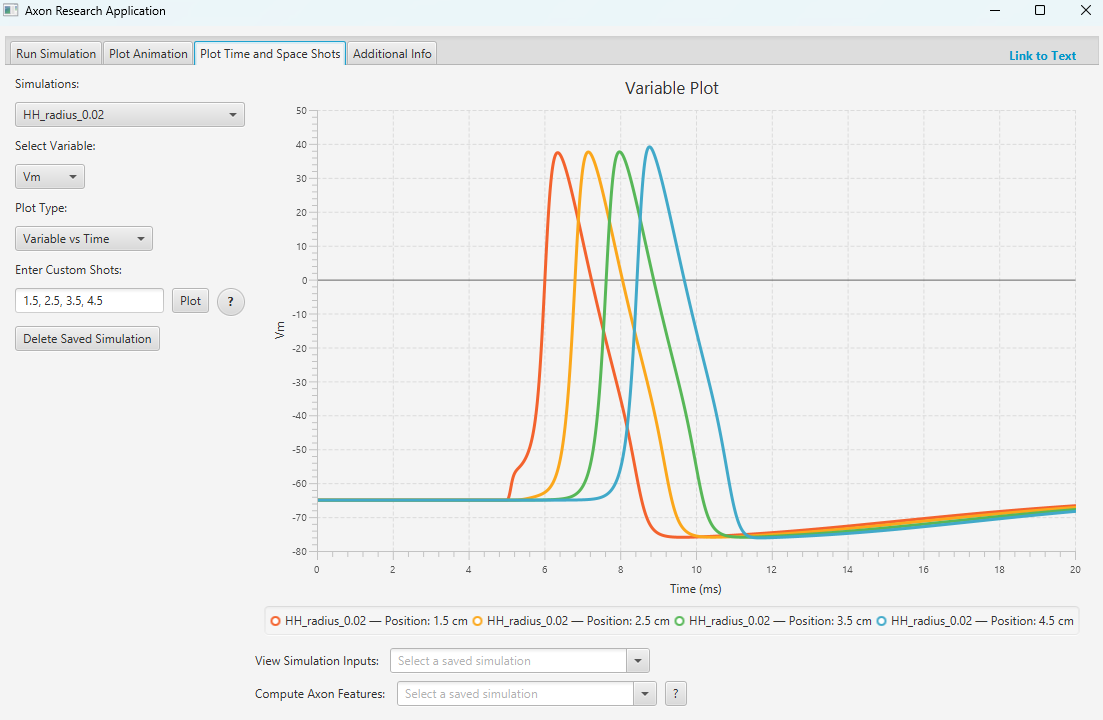 Axon Research Application
Run Simulation
Plot Animation
Plot Time and Space Shots
Additional Info
Link to Text
Simulations:
HH_radius_0.02
Select Variable:
Vm
Plot Type:
Variable vs Time
Enter Custom Shots:
1.5, 2.5, 3.5, 4.5
Plot
?
Delete Saved Simulation
Variable Plot
50
40
30
20
10
0
-10
-20
-30
-40
-50
-60
-70
-80
Vm
0 2 4 6 8 10 12 14 16 18 20
Time (ms)
HH_radius_0.02 — Position: 1.5 cm HH_radius_0.02 — Position: 2.5 cm HH_radius_0.02 — Position: 3.5 cm HH_radius_0.02 — Position: 4.5 cm
View Simulation Inputs: Select a saved simulation
Compute Axon Features: Select a saved simulation ?